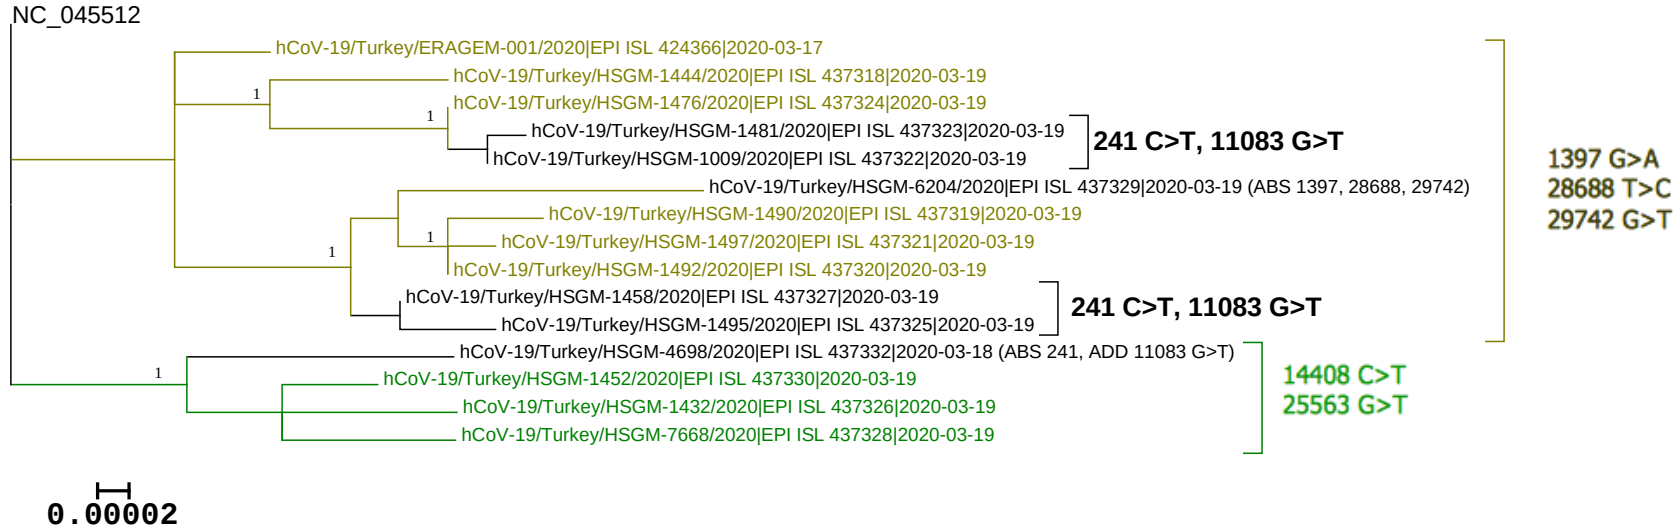 NC_045512
hCoV-19/Turkey/ERAGEM-001/2020|EPI ISL 424366|2020-03-17
hCoV-19/Turkey/HSGM-1444/2020|EPI ISL 437318|2020-03-19
1
hCoV-19/Turkey/HSGM-1476/2020|EPI ISL 437324|2020-03-19
1
hCoV-19/Turkey/HSGM-1481/2020|EPI ISL 437323|2020-03-19
241 C>T, 11083 G>T
hCoV-19/Turkey/HSGM-1009/2020|EPI ISL 437322|2020-03-19
1397 G>A
28688 T>C
29742 G>T
hCoV-19/Turkey/HSGM-6204/2020|EPI ISL 437329|2020-03-19 (ABS 1397, 28688, 29742)
hCoV-19/Turkey/HSGM-1490/2020|EPI ISL 437319|2020-03-19
1
hCoV-19/Turkey/HSGM-1497/2020|EPI ISL 437321|2020-03-19
1
hCoV-19/Turkey/HSGM-1492/2020|EPI ISL 437320|2020-03-19
hCoV-19/Turkey/HSGM-1458/2020|EPI ISL 437327|2020-03-19
241 C>T, 11083 G>T
hCoV-19/Turkey/HSGM-1495/2020|EPI ISL 437325|2020-03-19
hCoV-19/Turkey/HSGM-4698/2020|EPI ISL 437332|2020-03-18 (ABS 241, ADD 11083 G>T)
1
hCoV-19/Turkey/HSGM-1452/2020|EPI ISL 437330|2020-03-19
14408 C>T
25563 G>T
hCoV-19/Turkey/HSGM-1432/2020|EPI ISL 437326|2020-03-19
hCoV-19/Turkey/HSGM-7668/2020|EPI ISL 437328|2020-03-19
0.00002